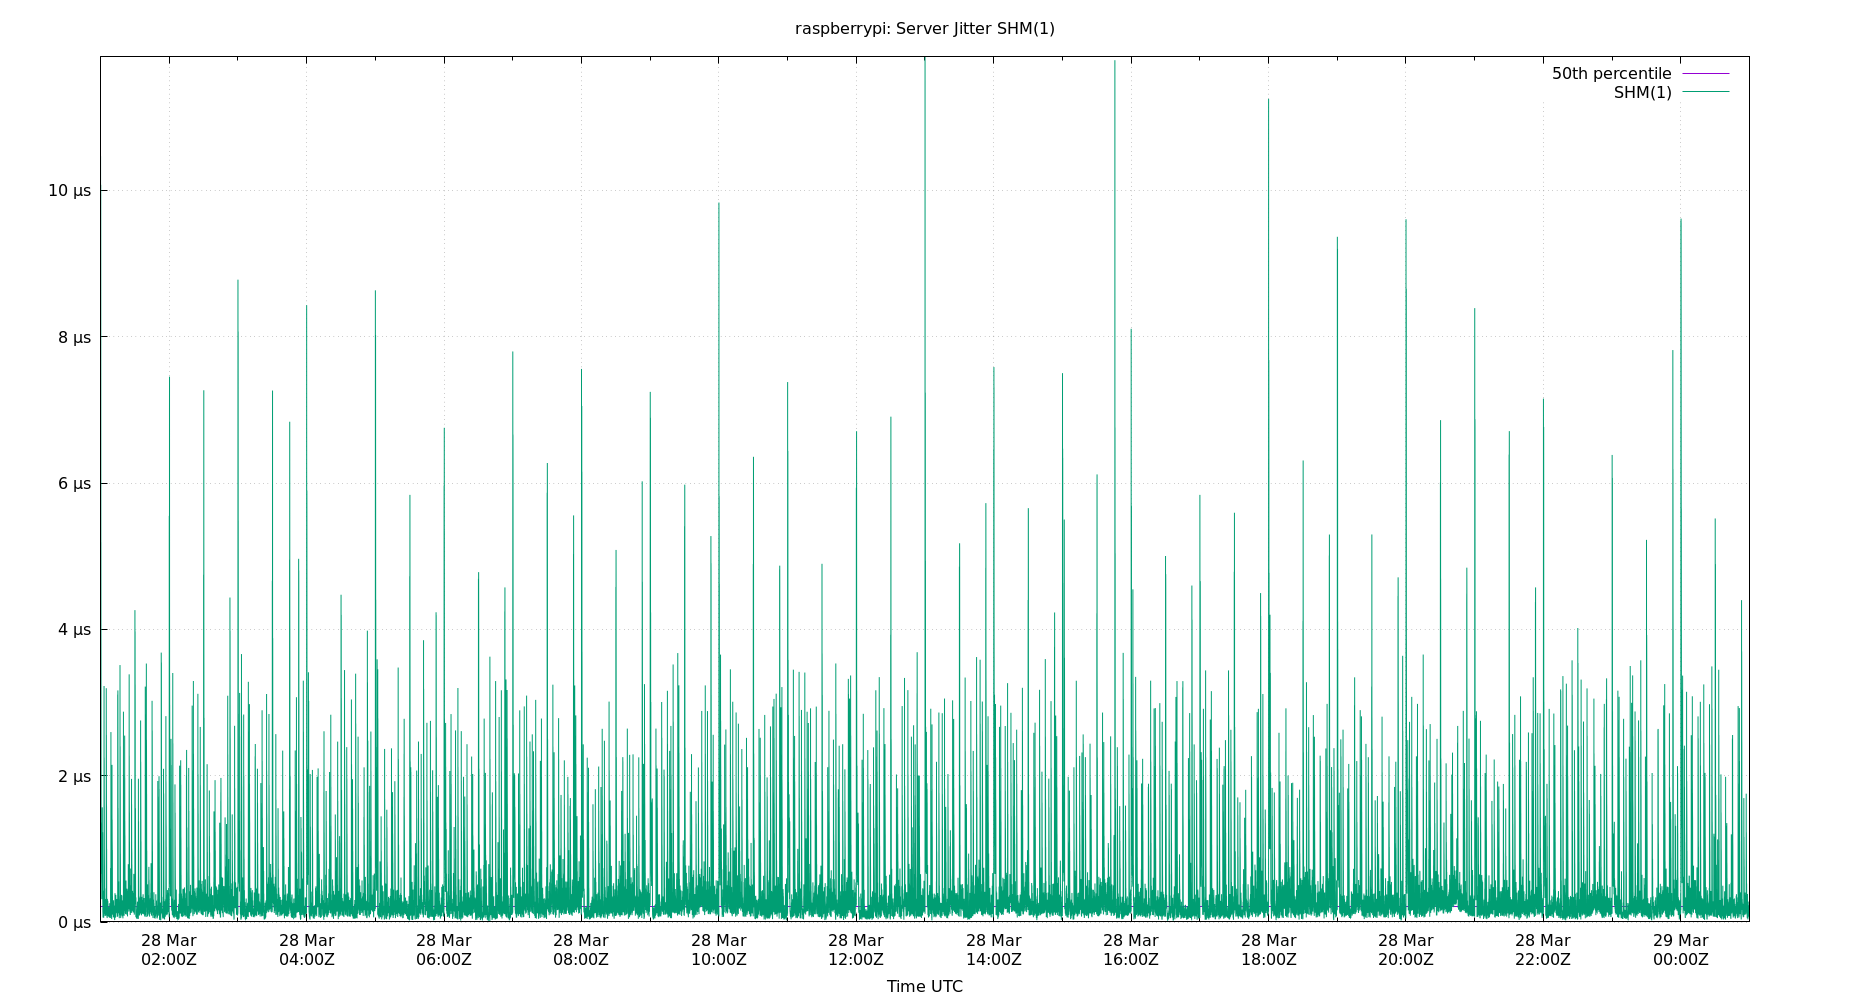 raspberrypi: Server Jitter SHM(1)
50th percentile
SHM(1)
10 µs
8 µs
6 µs
4 µs
2 µs
0 µs
28 Mar 28 Mar 28 Mar 28 Mar 28 Mar 28 Mar 28 Mar 28 Mar 28 Mar 28 Mar 28 Mar 29 Mar
02:00Z 04:00Z 06:00Z 08:00Z 10:00Z 12:00Z 14:00Z 16:00Z 18:00Z 20:00Z 22:00Z 00:00Z
Time UTC